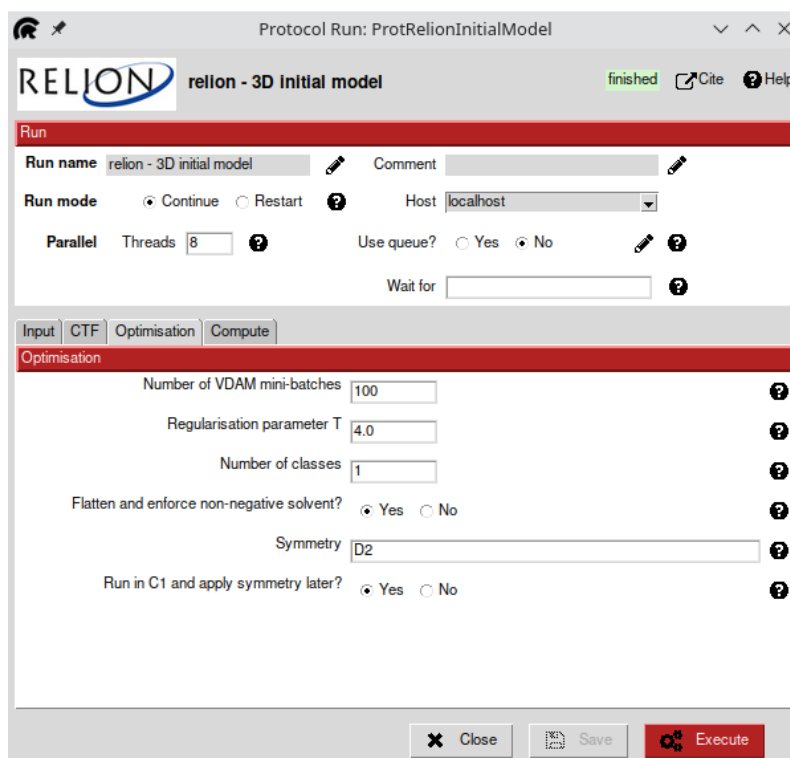 Protocol Run: ProtRelionInitialModel
RELION relion - 3D initial model finished Cite Help
Run
Run name relion - 3D initial model Comment
Run mode Continue Restart Host localhost
Parallel Threads 8 Use queue? Yes No
Wait for
Input CTF Optimisation Compute
Optimisation
Number of VDAM mini-batches 100
Regularisation parameter T 4.0
Number of classes 1
Flatten and enforce non-negative solvent? Yes No
Symmetry D2
Run in C1 and apply symmetry later? Yes No
Close Save Execute